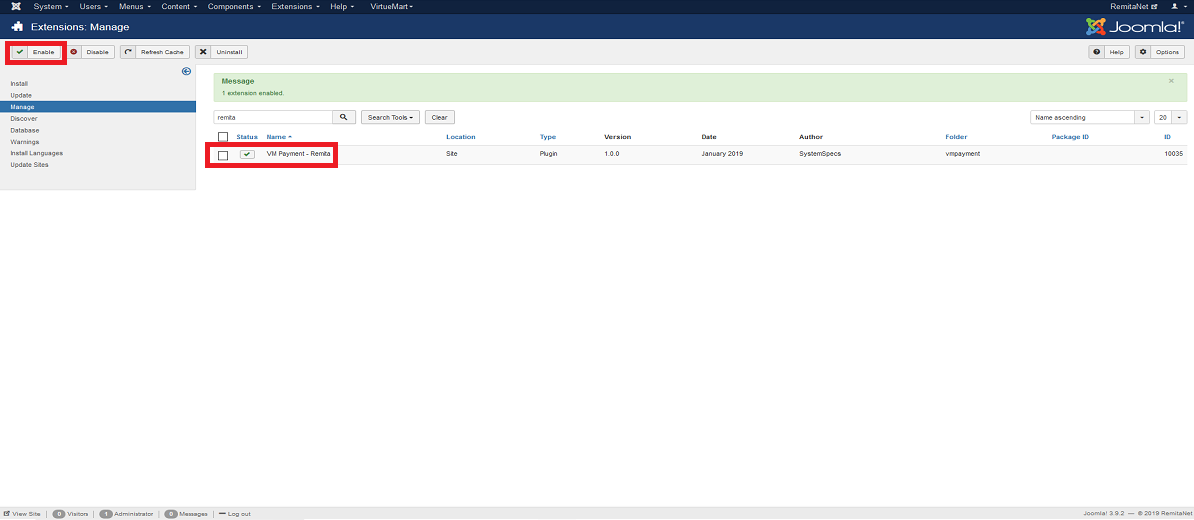 System Users Menus Content Components Extensions Help VirtueMart RemitaNet
Extensions: Manage Joomla!®
Enable Disable Refresh Cache Uninstall Help Options
Install
Update
Manage
Discover
Database
Warnings
Install Languages
Update Sites
Message ×
1 extension enabled.
remita Search Tools Clear Name ascending 20
Status Name Location Type Version Date Author Folder Package ID ID
VM Payment - Remita Site Plugin 1.0.0 January 2019 SystemSpecs vmpayment 10035
View Site | 0 Visitors | 1 Administrator | 0 Messages | Log out Joomla! 3.9.2 — © 2019 RemitaNet